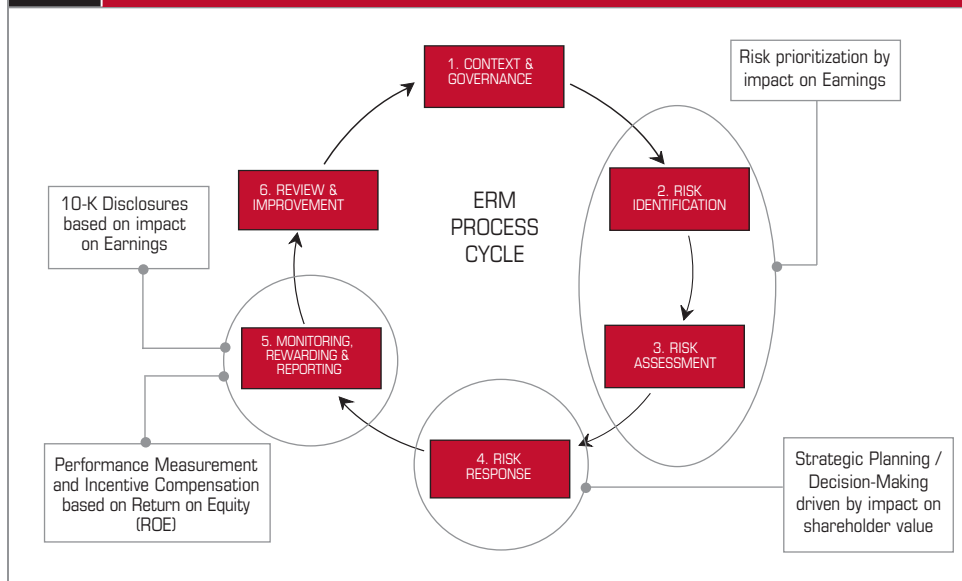 1. CONTEXT &
GOVERNANCE
Risk prioritization by
impact on Earnings
2. RISK
IDENTIFICATION
6. REVIEW &
IMPROVEMENT
ERM
PROCESS
CYCLE
10-K Disclosures
based on impact
on Earnings
3. RISK
ASSESSMENT
5. MONITORING,
REWARDING &
REPORTING
4. RISK
RESPONSE
Performance Measurement
and Incentive Compensation
based on Return on Equity
(ROE)
Strategic Planning /
Decision-Making
driven by impact on
shareholder value